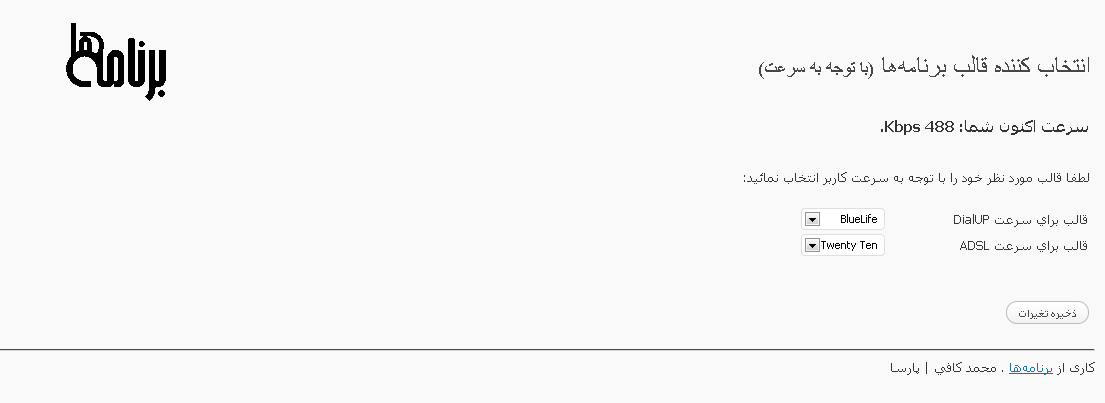 برنامه‌ها
انتخاب کننده قالب برنامه‌ها (با توجه به سرعت)
سرعت اکنون شما: 488 Kbps.
لطفا قالب مورد نظر خود را با توجه به سرعت کاربر انتخاب نمائید:
قالب براي سرعت DialUP BlueLife
قالب براي سرعت ADSL Twenty Ten
ذخیره تغیرات
کاری از برنامه‌ها . محمد کافي | پارسا